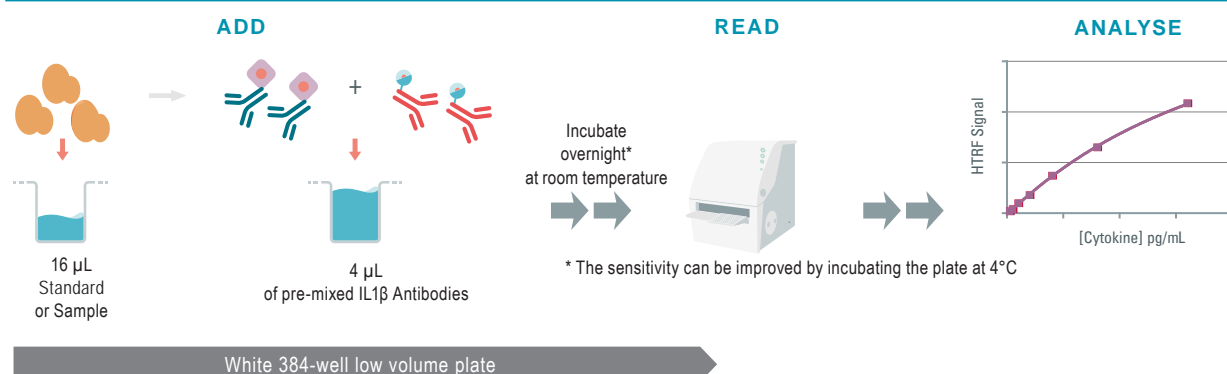 ADD
READ
ANALYSE
+
Incubate
overnight*
at room temperature
HTRF Signal
[Cytokine] pg/mL
16 µL
Standard
or Sample
4 µL
of pre-mixed IL1β Antibodies
* The sensitivity can be improved by incubating the plate at 4°C
White 384-well low volume plate